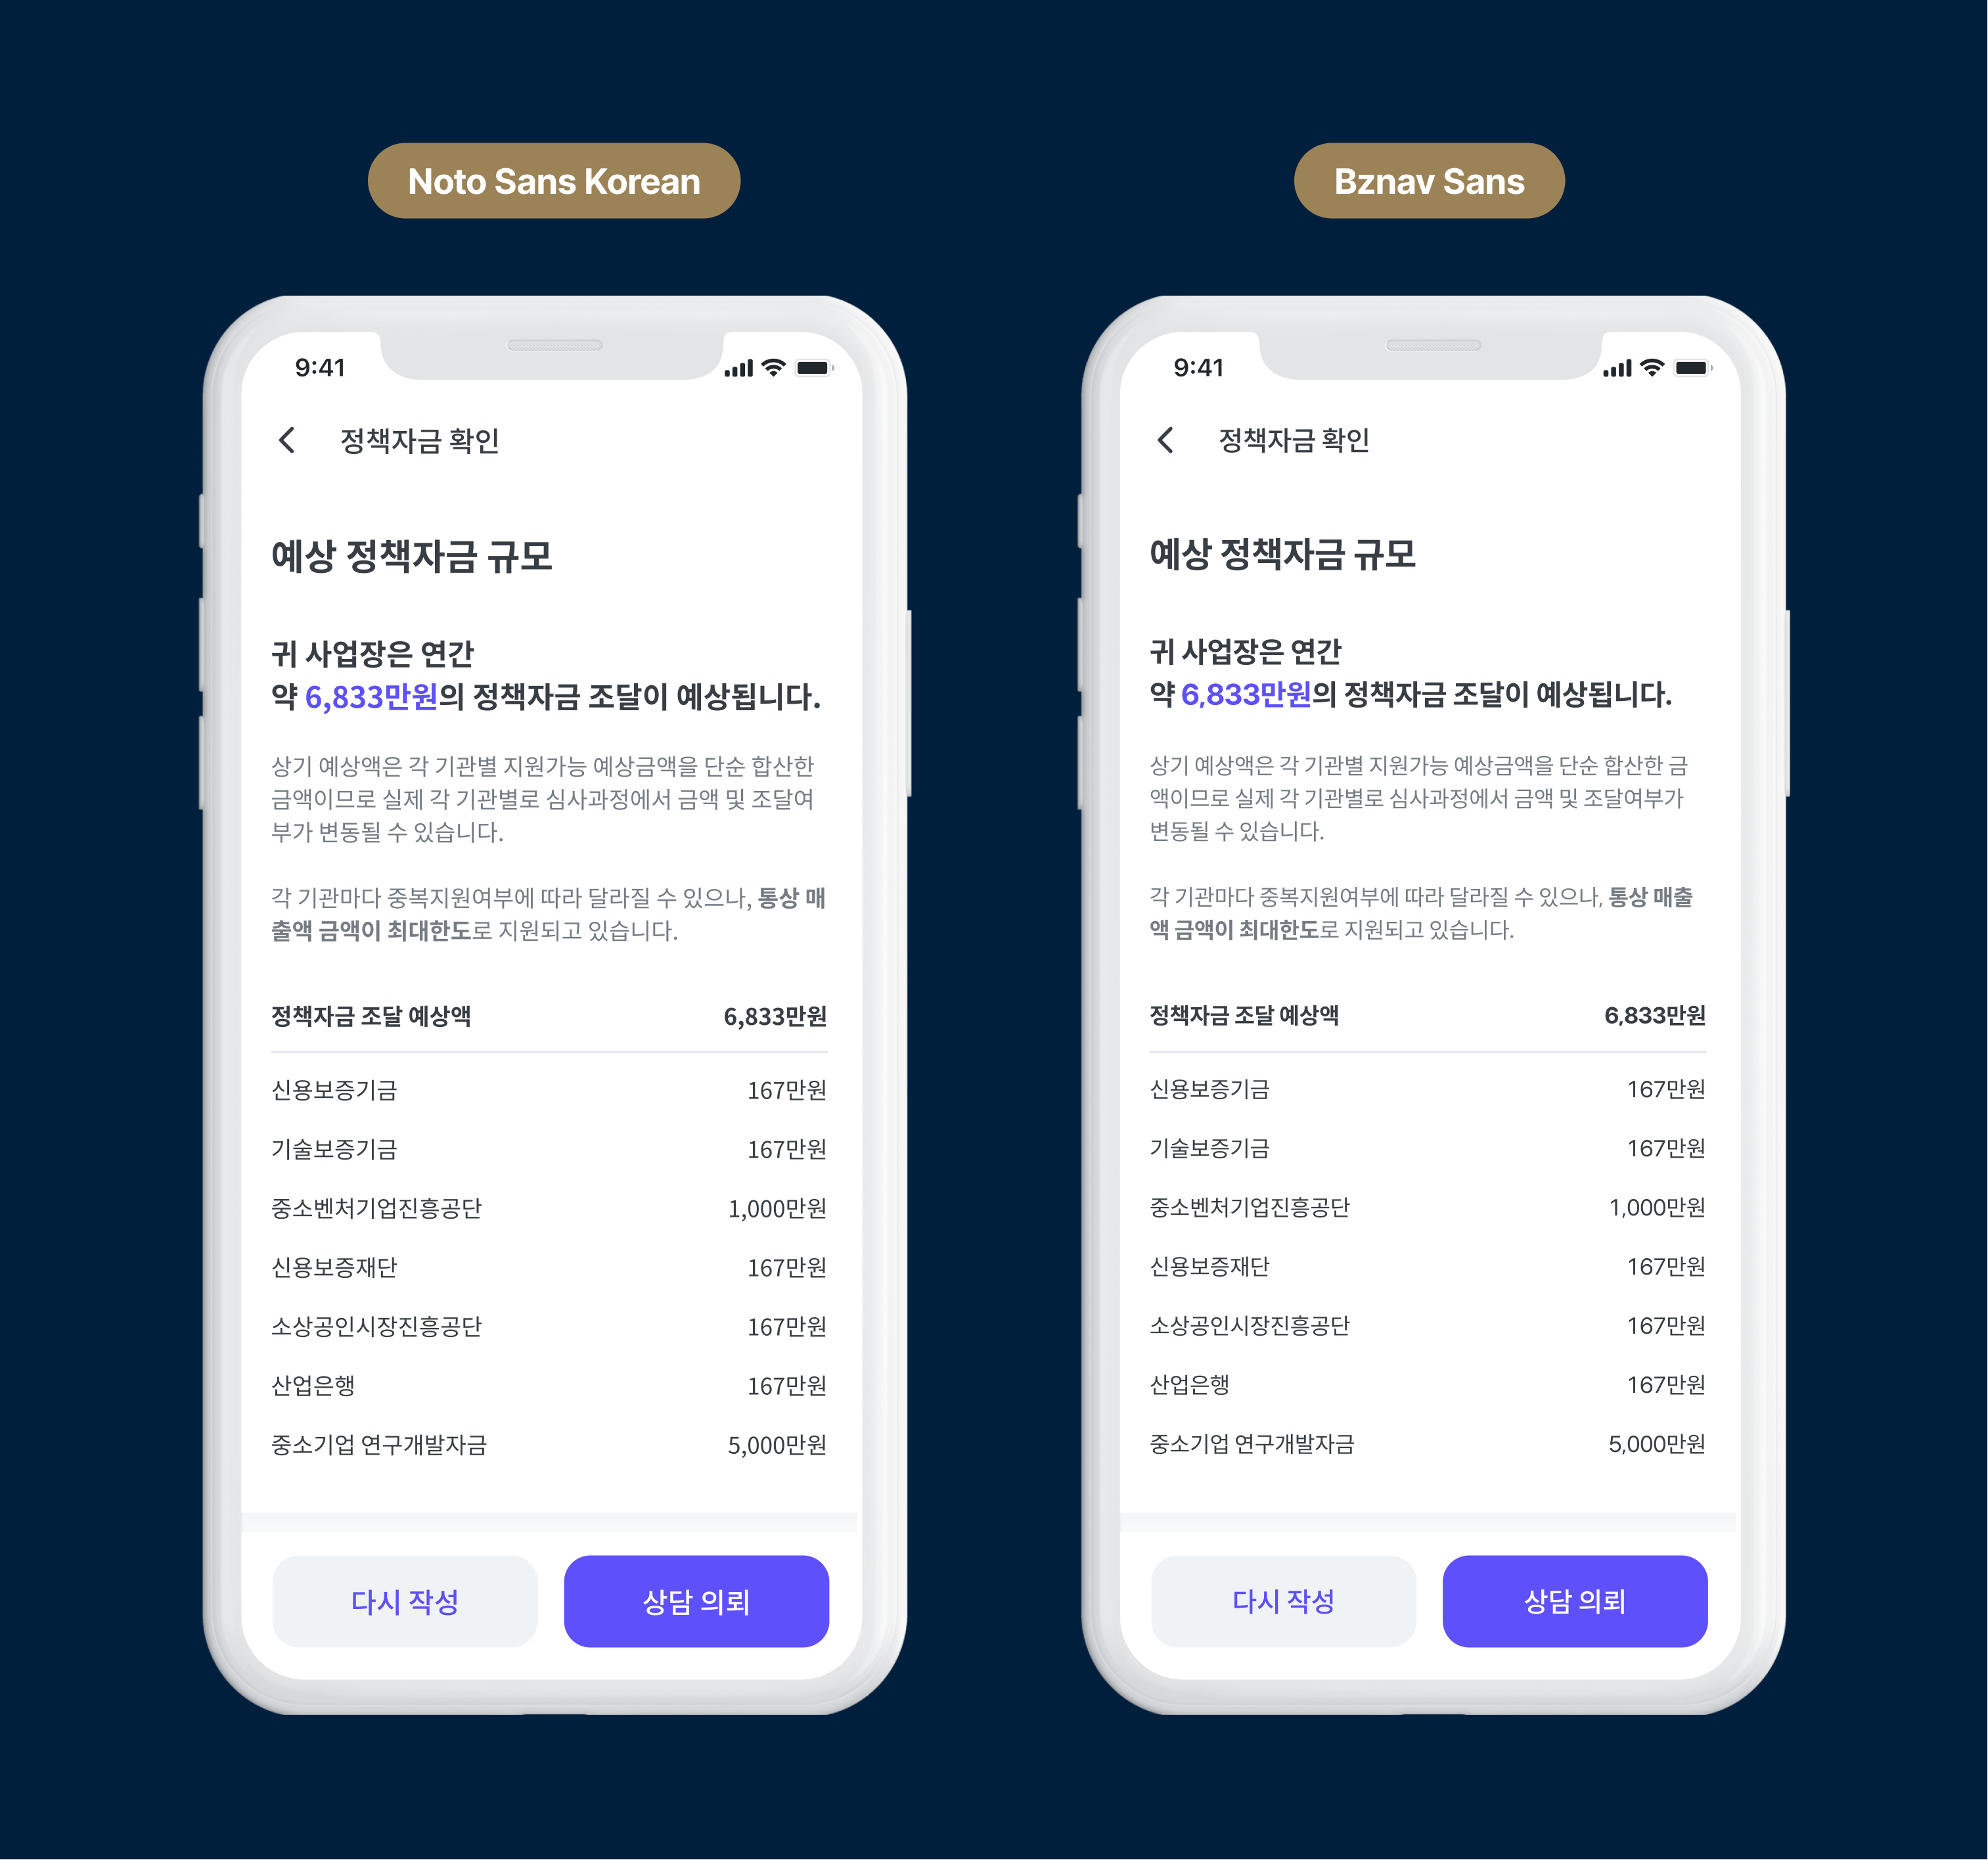 Noto Sans Korean
9:41
정책자금 확인
예상 정책자금 규모
귀 사업장은 연간
약 6,833만원의 정책자금 조달이 예상됩니다.
상기 예상액은 각 기관별 지원가능 예상금액을 단순 합산한
금액이므로 실제 각 기관별로 심사과정에서 금액 및 조달여
부가 변동될 수 있습니다.
각 기관마다 중복지원여부에 따라 달라질 수 있으나, 통상 매
출액 금액이 최대한도로 지원되고 있습니다.
정책자금 조달 예상액 6,833만원
신용보증기금 167만원
기술보증기금 167만원
중소벤처기업진흥공단 1,000만원
신용보증재단 167만원
소상공인시장진흥공단 167만원
산업은행 167만원
중소기업 연구개발자금 5,000만원
다시 작성 상담 의뢰
Bznav Sans
9:41
정책자금 확인
예상 정책자금 규모
귀 사업장은 연간
약 6,833만원의 정책자금 조달이 예상됩니다.
상기 예상액은 각 기관별 지원가능 예상금액을 단순 합산한 금
액이므로 실제 각 기관별로 심사과정에서 금액 및 조달여부가
변동될 수 있습니다.
각 기관마다 중복지원여부에 따라 달라질 수 있으나, 통상 매출
액 금액이 최대한도로 지원되고 있습니다.
정책자금 조달 예상액 6,833만원
신용보증기금 167만원
기술보증기금 167만원
중소벤처기업진흥공단 1,000만원
신용보증재단 167만원
소상공인시장진흥공단 167만원
산업은행 167만원
중소기업 연구개발자금 5,000만원
다시 작성 상담 의뢰